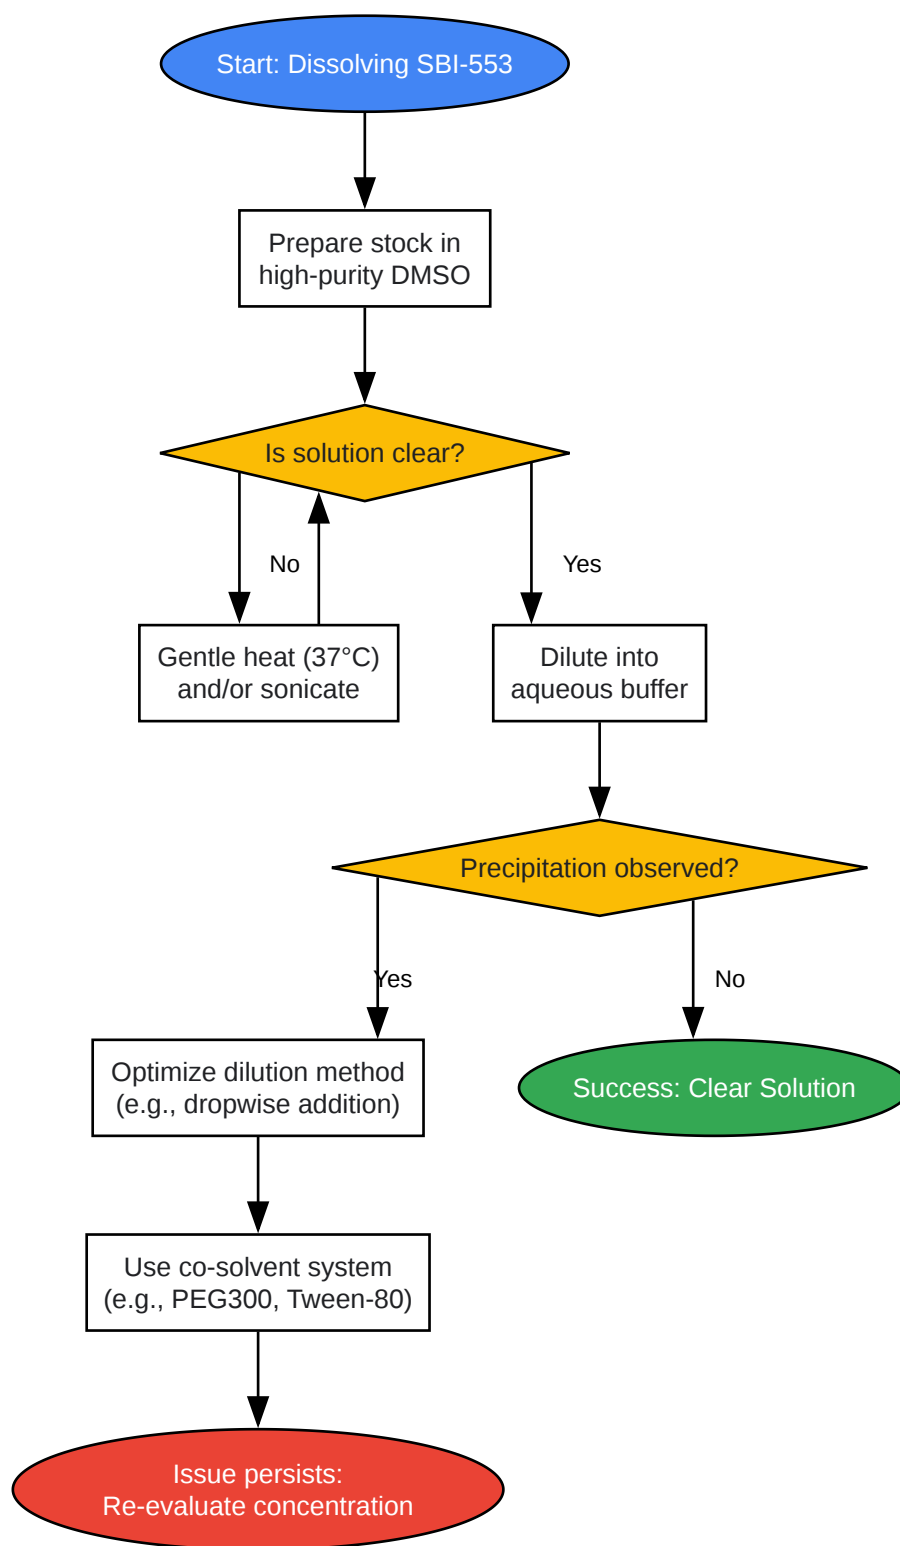 Start: Dissolving SBI-553
Prepare stock in
high-purity DMSO
Is solution clear?
No
Yes
Gentle heat (37°C)
and/or sonicate
Dilute into
aqueous buffer
Precipitation observed?
Yes
No
Optimize dilution method
(e.g., dropwise addition)
Success: Clear Solution
Use co-solvent system
(e.g., PEG300, Tween-80)
Issue persists:
Re-evaluate concentration